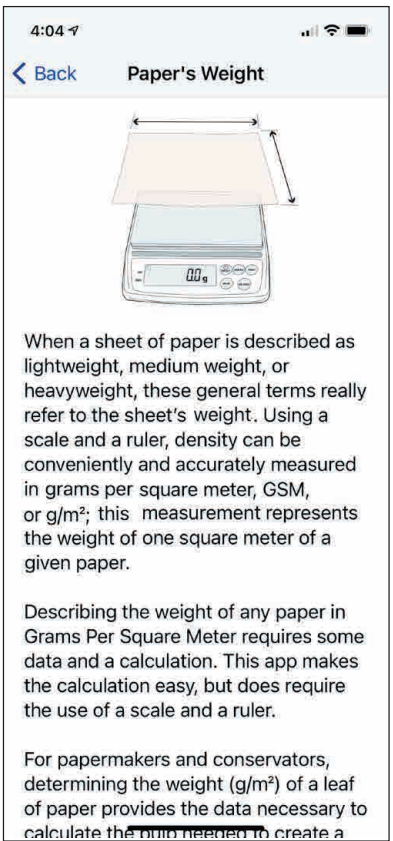 4:04
Back
Paper's Weight
0.0 g
When a sheet of paper is described as
lightweight, medium weight, or
heavyweight, these general terms really
refer to the sheet's weight. Using a
scale and a ruler, density can be
conveniently and accurately measured
in grams per square meter, GSM,
or g/m²; this measurement represents
the weight of one square meter of a
given paper.
Describing the weight of any paper in
Grams Per Square Meter requires some
data and a calculation. This app makes
the calculation easy, but does require
the use of a scale and a ruler.
For papermakers and conservators,
determining the weight (g/m²) of a leaf
of paper provides the data necessary to
calculate the pulp needed to create a